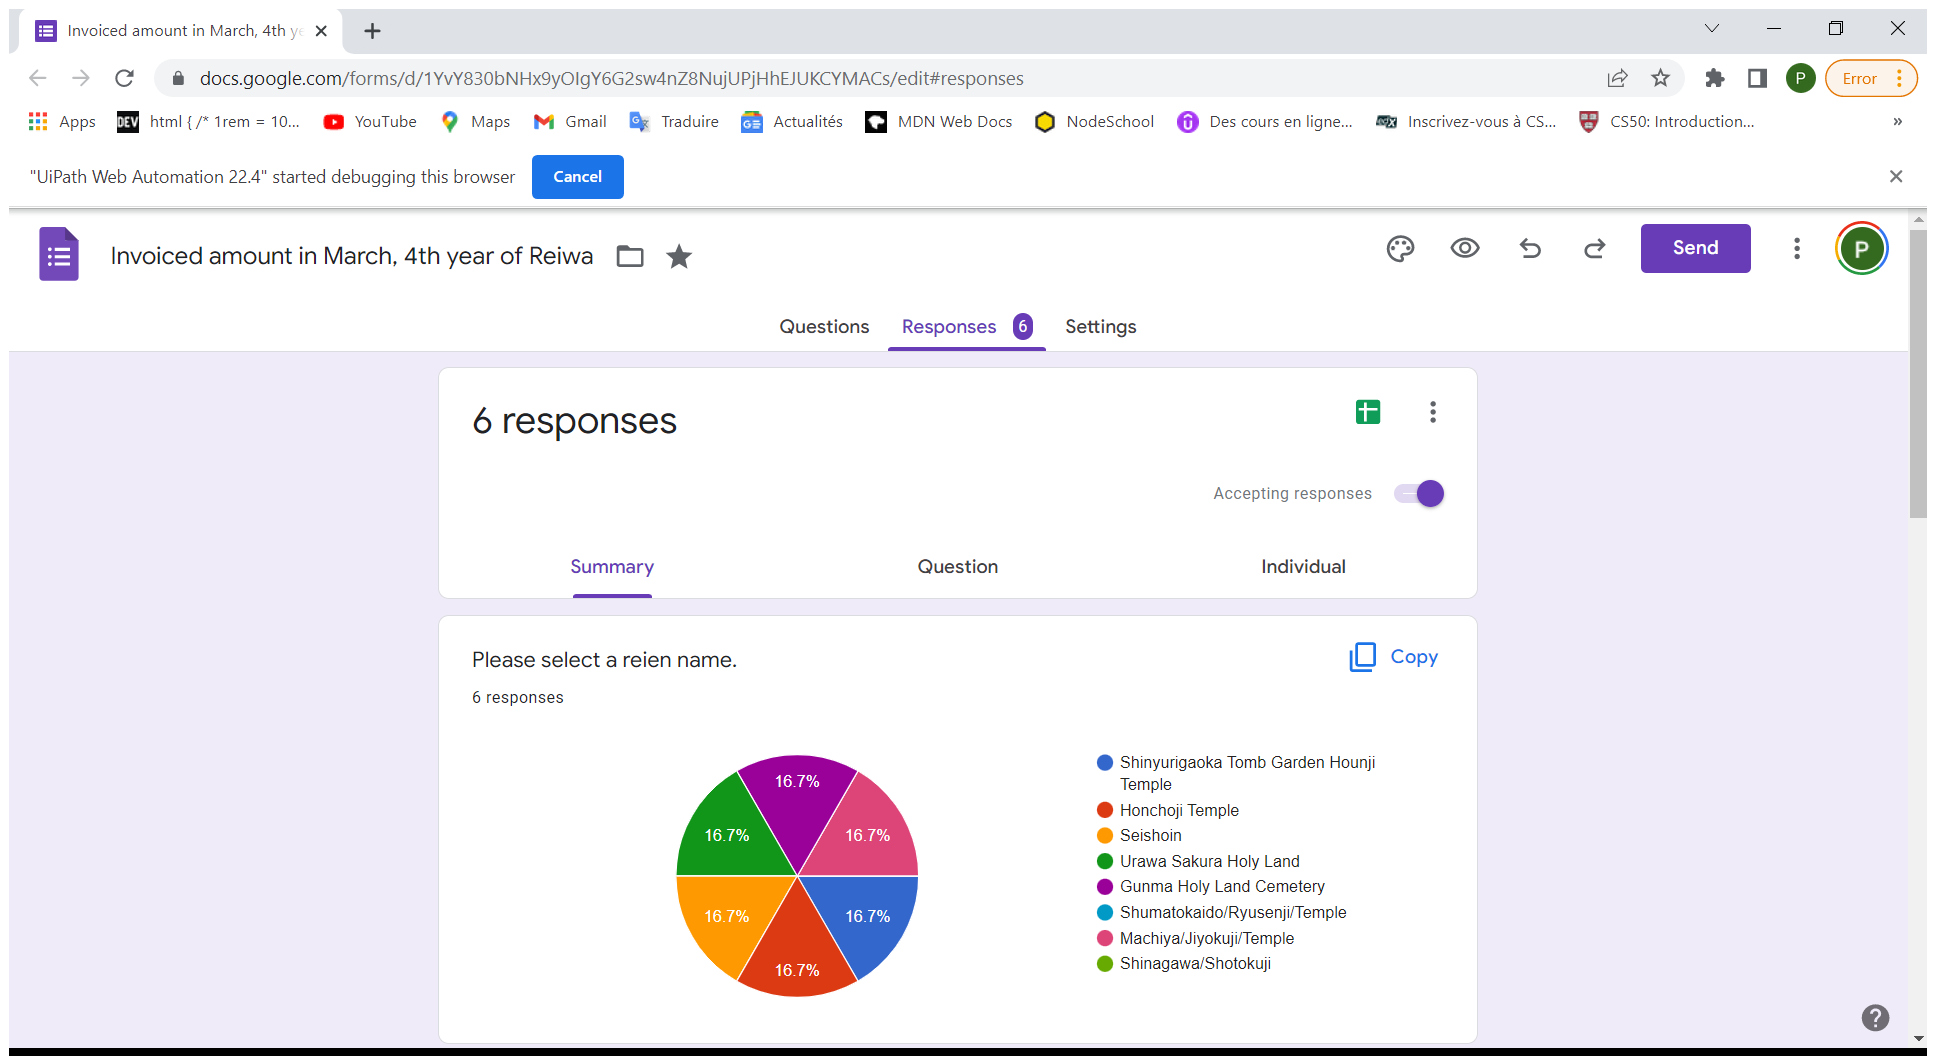 Invoiced amount in March, 4th ye
docs.google.com/forms/d/1YvY830bNHx9yOIgY6G2sw4nZ8NujUPjHhEJUKCYMACs/edit#responses
P
Error
Apps
DEV
html { /* 1rem = 10...
YouTube
Maps
Gmail
Traduire
Actualités
MDN Web Docs
NodeSchool
Des cours en ligne...
Inscrivez-vous à CS...
CS50: Introduction...
»
"UiPath Web Automation 22.4" started debugging this browser
Cancel
Invoiced amount in March, 4th year of Reiwa
Send
P
Questions
Responses 6
Settings
6 responses
Accepting responses
Summary
Question
Individual
Please select a reien name.
Copy
6 responses
16.7%
16.7%
16.7%
16.7%
16.7%
16.7%
Shinyurigaoka Tomb Garden Hounji
Temple
Honchoji Temple
Seishoin
Urawa Sakura Holy Land
Gunma Holy Land Cemetery
Shumatokaido/Ryusenji/Temple
Machiya/Jiyokuji/Temple
Shinagawa/Shotokuji